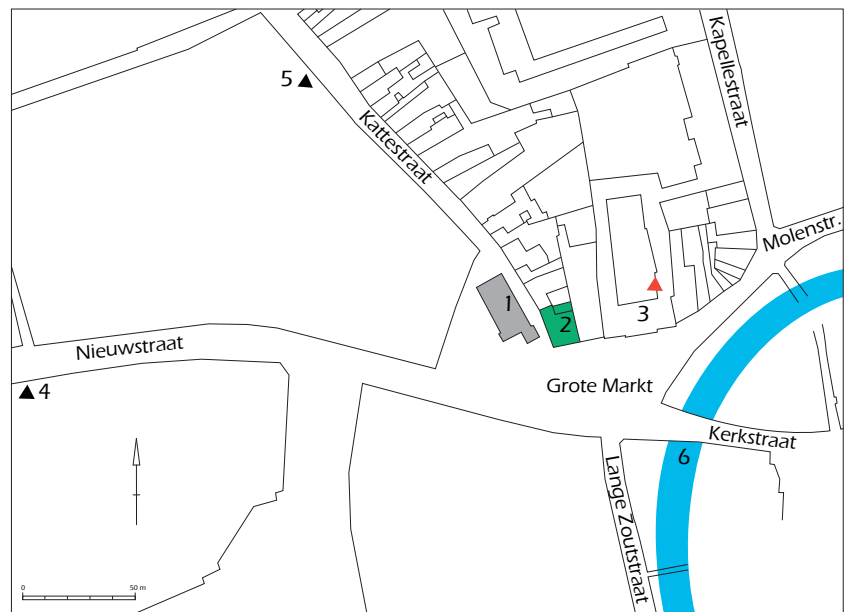 5
Kattestraat
Kapellestraat
Molenstr.
1
2
3
Nieuwstraat
4
Grote Markt
Kerkstraat
6
Lange Zoutstraat
0
50 m